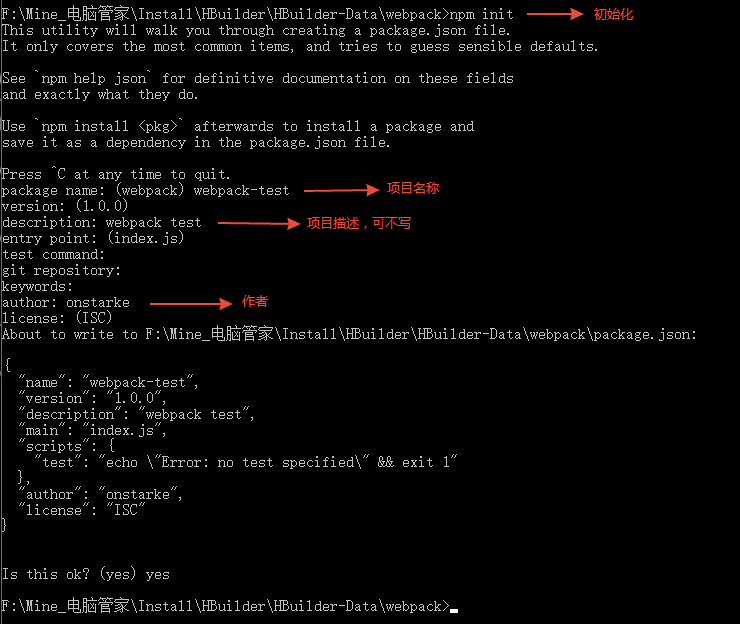 F:\Mine_电脑管家\Install\HBuilder\HBuilder-Data\webpack>npm init 初始化
This utility will walk you through creating a package.json file.
It only covers the most common items, and tries to guess sensible defaults.
See `npm help json` for definitive documentation on these fields
and exactly what they do.
Use `npm install <pkg>` afterwards to install a package and
save it as a dependency in the package.json file.
Press ^C at any time to quit.
package name: (webpack) webpack-test 项目名称
version: (1.0.0)
description: webpack test 项目描述，可不写
entry point: (index.js)
test command:
git repository:
keywords:
author: onstarke 作者
license: (ISC)
About to write to F:\Mine_电脑管家\Install\HBuilder\HBuilder-Data\webpack\package.json:
{
  "name": "webpack-test",
  "version": "1.0.0",
  "description": "webpack test",
  "main": "index.js",
  "scripts": {
    "test": "echo \"Error: no test specified\" && exit 1"
  },
  "author": "onstarke",
  "license": "ISC"
}
Is this ok? (yes) yes
F:\Mine_电脑管家\Install\HBuilder\HBuilder-Data\webpack>